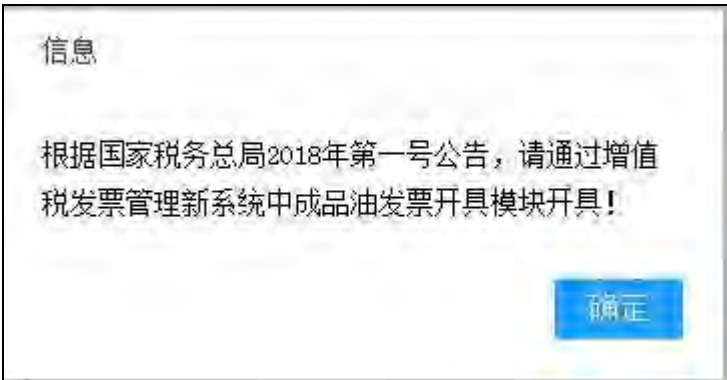 信息
根据国家税务总局2018年第一号公告，请通过增值
税发票管理新系统中成品油发票开具模块开具！
确定